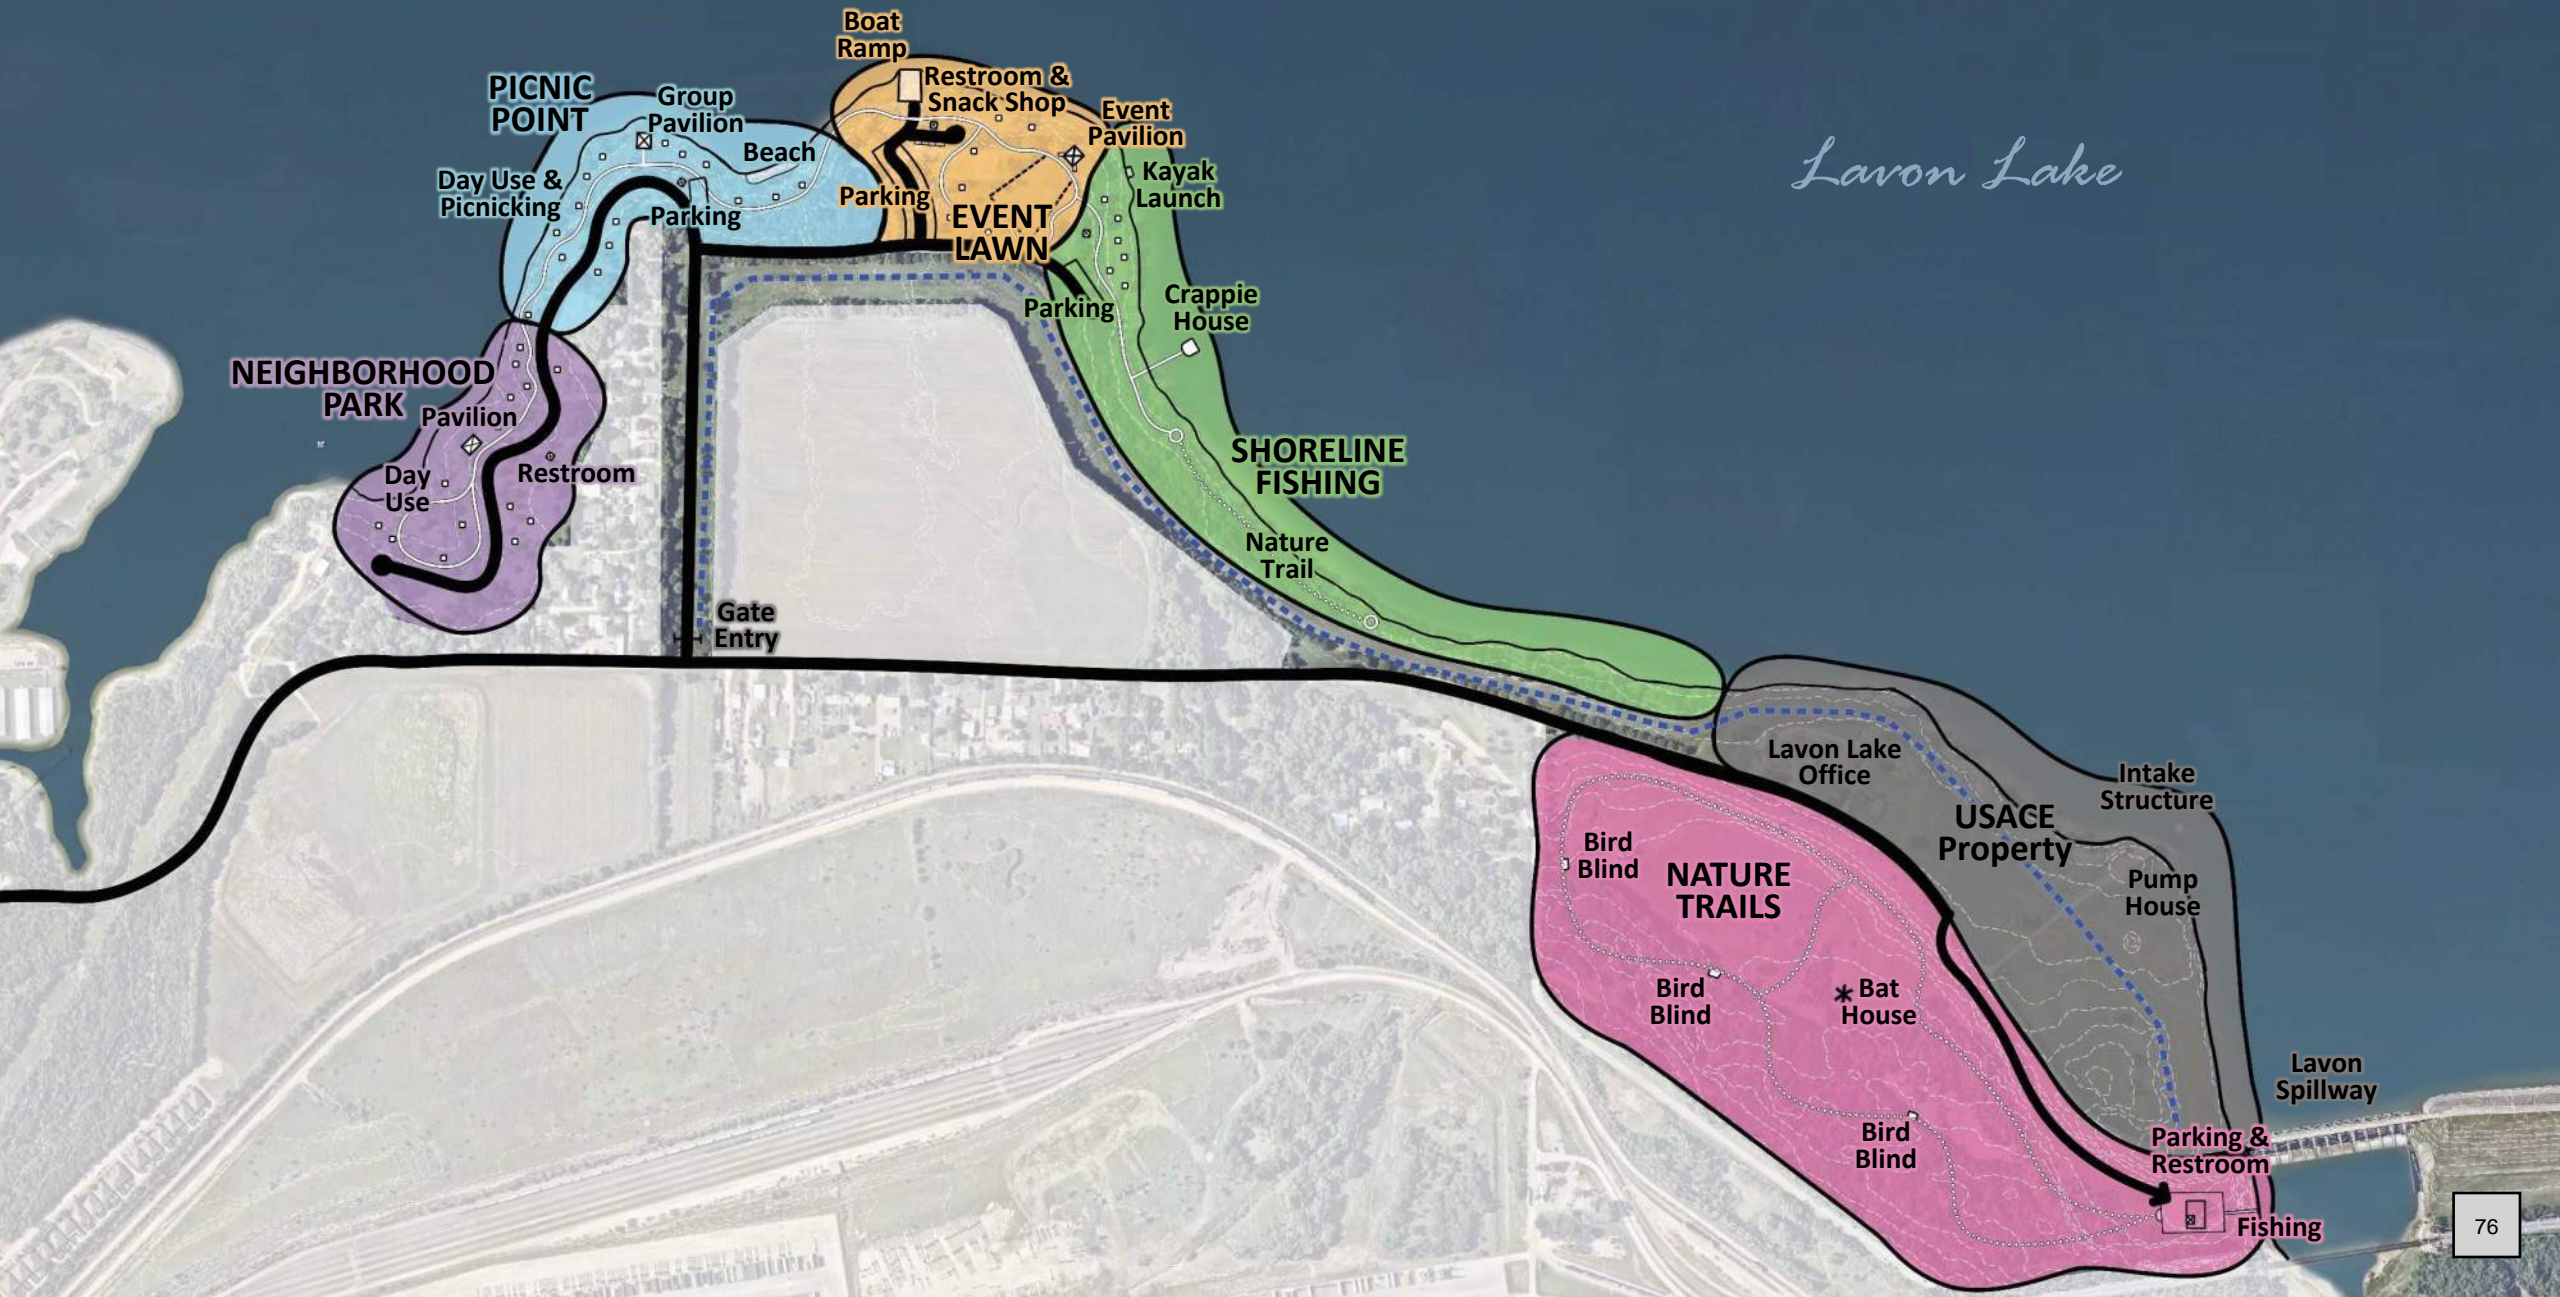 Boat
Ramp
Restroom &
Snack Shop
Event
Pavilion
PICNIC
POINT
Group
Pavilion
Beach
Day Use &
Picnicking
Parking
Parking
EVENT
LAWN
Kayak
Launch
Lavon Lake
Parking
Crappie
House
NEIGHBORHOOD
PARK
Pavilion
Day
Use
Restroom
SHORELINE
FISHING
Nature
Trail
Gate
Entry
Lavon Lake
Office
Intake
Structure
USACE
Property
Pump
House
Bird
Blind
NATURE
TRAILS
Bird
Blind
Bat
House
Bird
Blind
Lavon
Spillway
Parking &
Restroom
Fishing
76